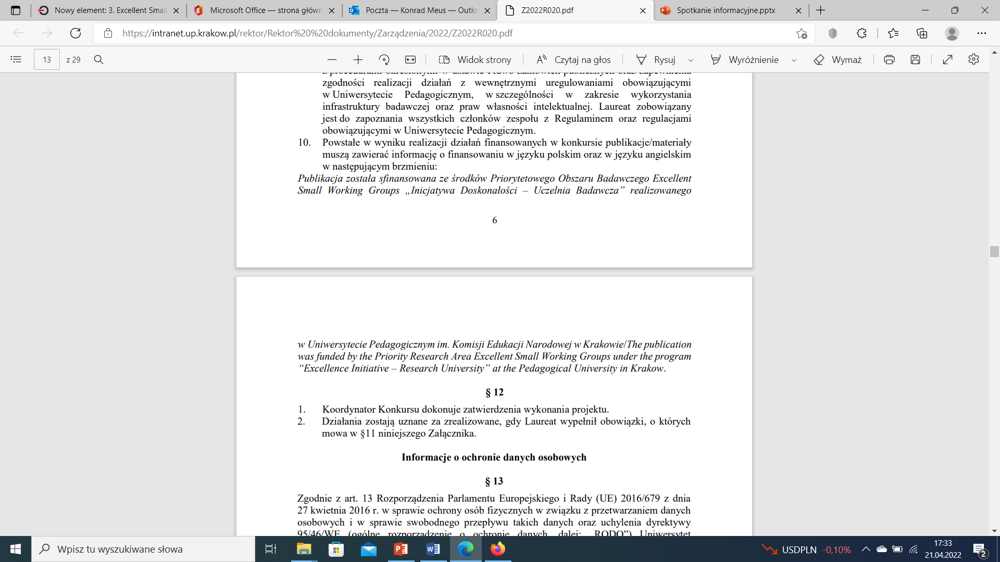 Nowy element: 3. Excellent Small
Microsoft Office — strona główn
Poczta — Konrad Meus — Outlo
Z2022R020.pdf
Spotkanie informacyjne.pptx
https://intranet.up.krakow.pl/rektor/Rektor%20%20dokumenty/Zarządzenia/2022/Z2022R020.pdf
13 z 29
Widok strony
Czytaj na głos
Rysuj
Wyróżnienie
Wymaż
z procedurami określonymi w ustawie Prawo zamówień publicznych oraz zapewnienia
zgodności realizacji działań z wewnętrznymi uregulowaniami obowiązującymi
w Uniwersytecie Pedagogicznym, w szczególności w zakresie wykorzystania
infrastruktury badawczej oraz praw własności intelektualnej. Laureat zobowiązany
jest do zapoznania wszystkich członków zespołu z Regulaminem oraz regulacjami
obowiązującymi w Uniwersytecie Pedagogicznym.
10. Powstałe w wyniku realizacji działań finansowanych w konkursie publikacje/materiały
muszą zawierać informację o finansowaniu w języku polskim oraz w języku angielskim
w następującym brzmieniu:
Publikacja została sfinansowana ze środków Priorytetowego Obszaru Badawczego Excellent
Small Working Groups „Inicjatywa Doskonałości – Uczelnia Badawcza” realizowanego
6
w Uniwersytecie Pedagogicznym im. Komisji Edukacji Narodowej w Krakowie/The publication
was funded by the Priority Research Area Excellent Small Working Groups under the program
“Excellence Initiative – Research University” at the Pedagogical University in Krakow.
§ 12
1. Koordynator Konkursu dokonuje zatwierdzenia wykonania projektu.
2. Działania zostają uznane za zrealizowane, gdy Laureat wypełnił obowiązki, o których
mowa w §11 niniejszego Załącznika.
Informacje o ochronie danych osobowych
§ 13
Zgodnie z art. 13 Rozporządzenia Parlamentu Europejskiego i Rady (UE) 2016/679 z dnia
27 kwietnia 2016 r. w sprawie ochrony osób fizycznych w związku z przetwarzaniem danych
osobowych i w sprawie swobodnego przepływu takich danych oraz uchylenia dyrektywy
95/46/WE (ogólne rozporządzenie o ochronie danych, dalej: „RODO”) Uniwersytet
Wpisz tu wyszukiwane słowa
USDPLN -0,10%
17:33
21.04.2022
2